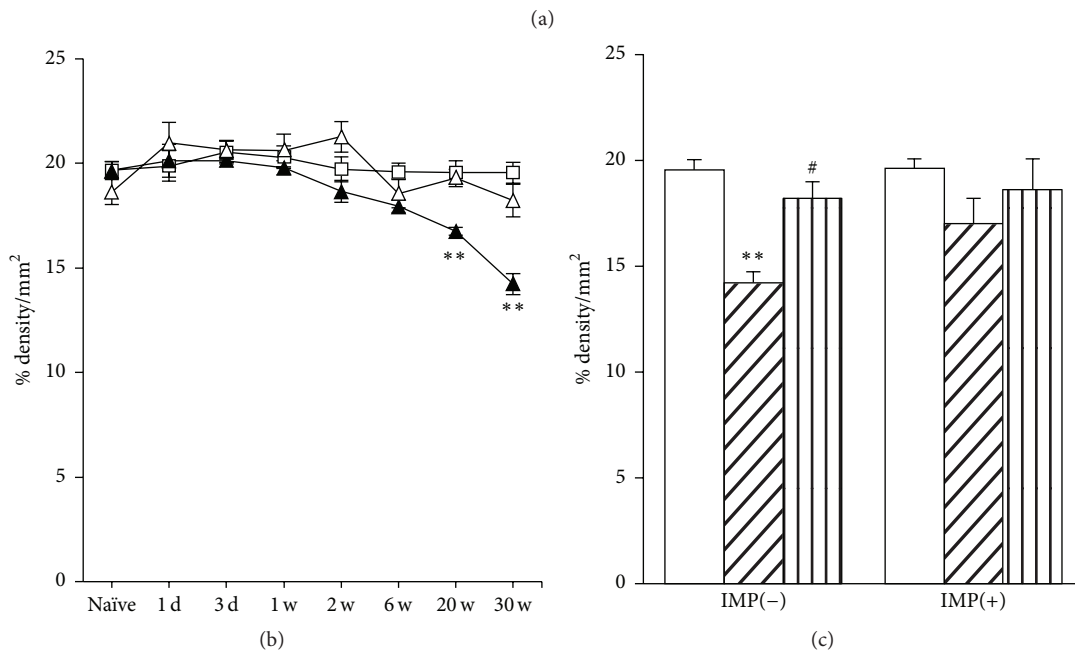 (a)
25
20
15
10
5
0
% density/mm²
**
**
Naïve 1 d 3 d 1 w 2 w 6 w 20 w 30 w
(b)
25
20
15
10
5
0
% density/mm²
**
#
IMP(−) IMP(+)
(c)